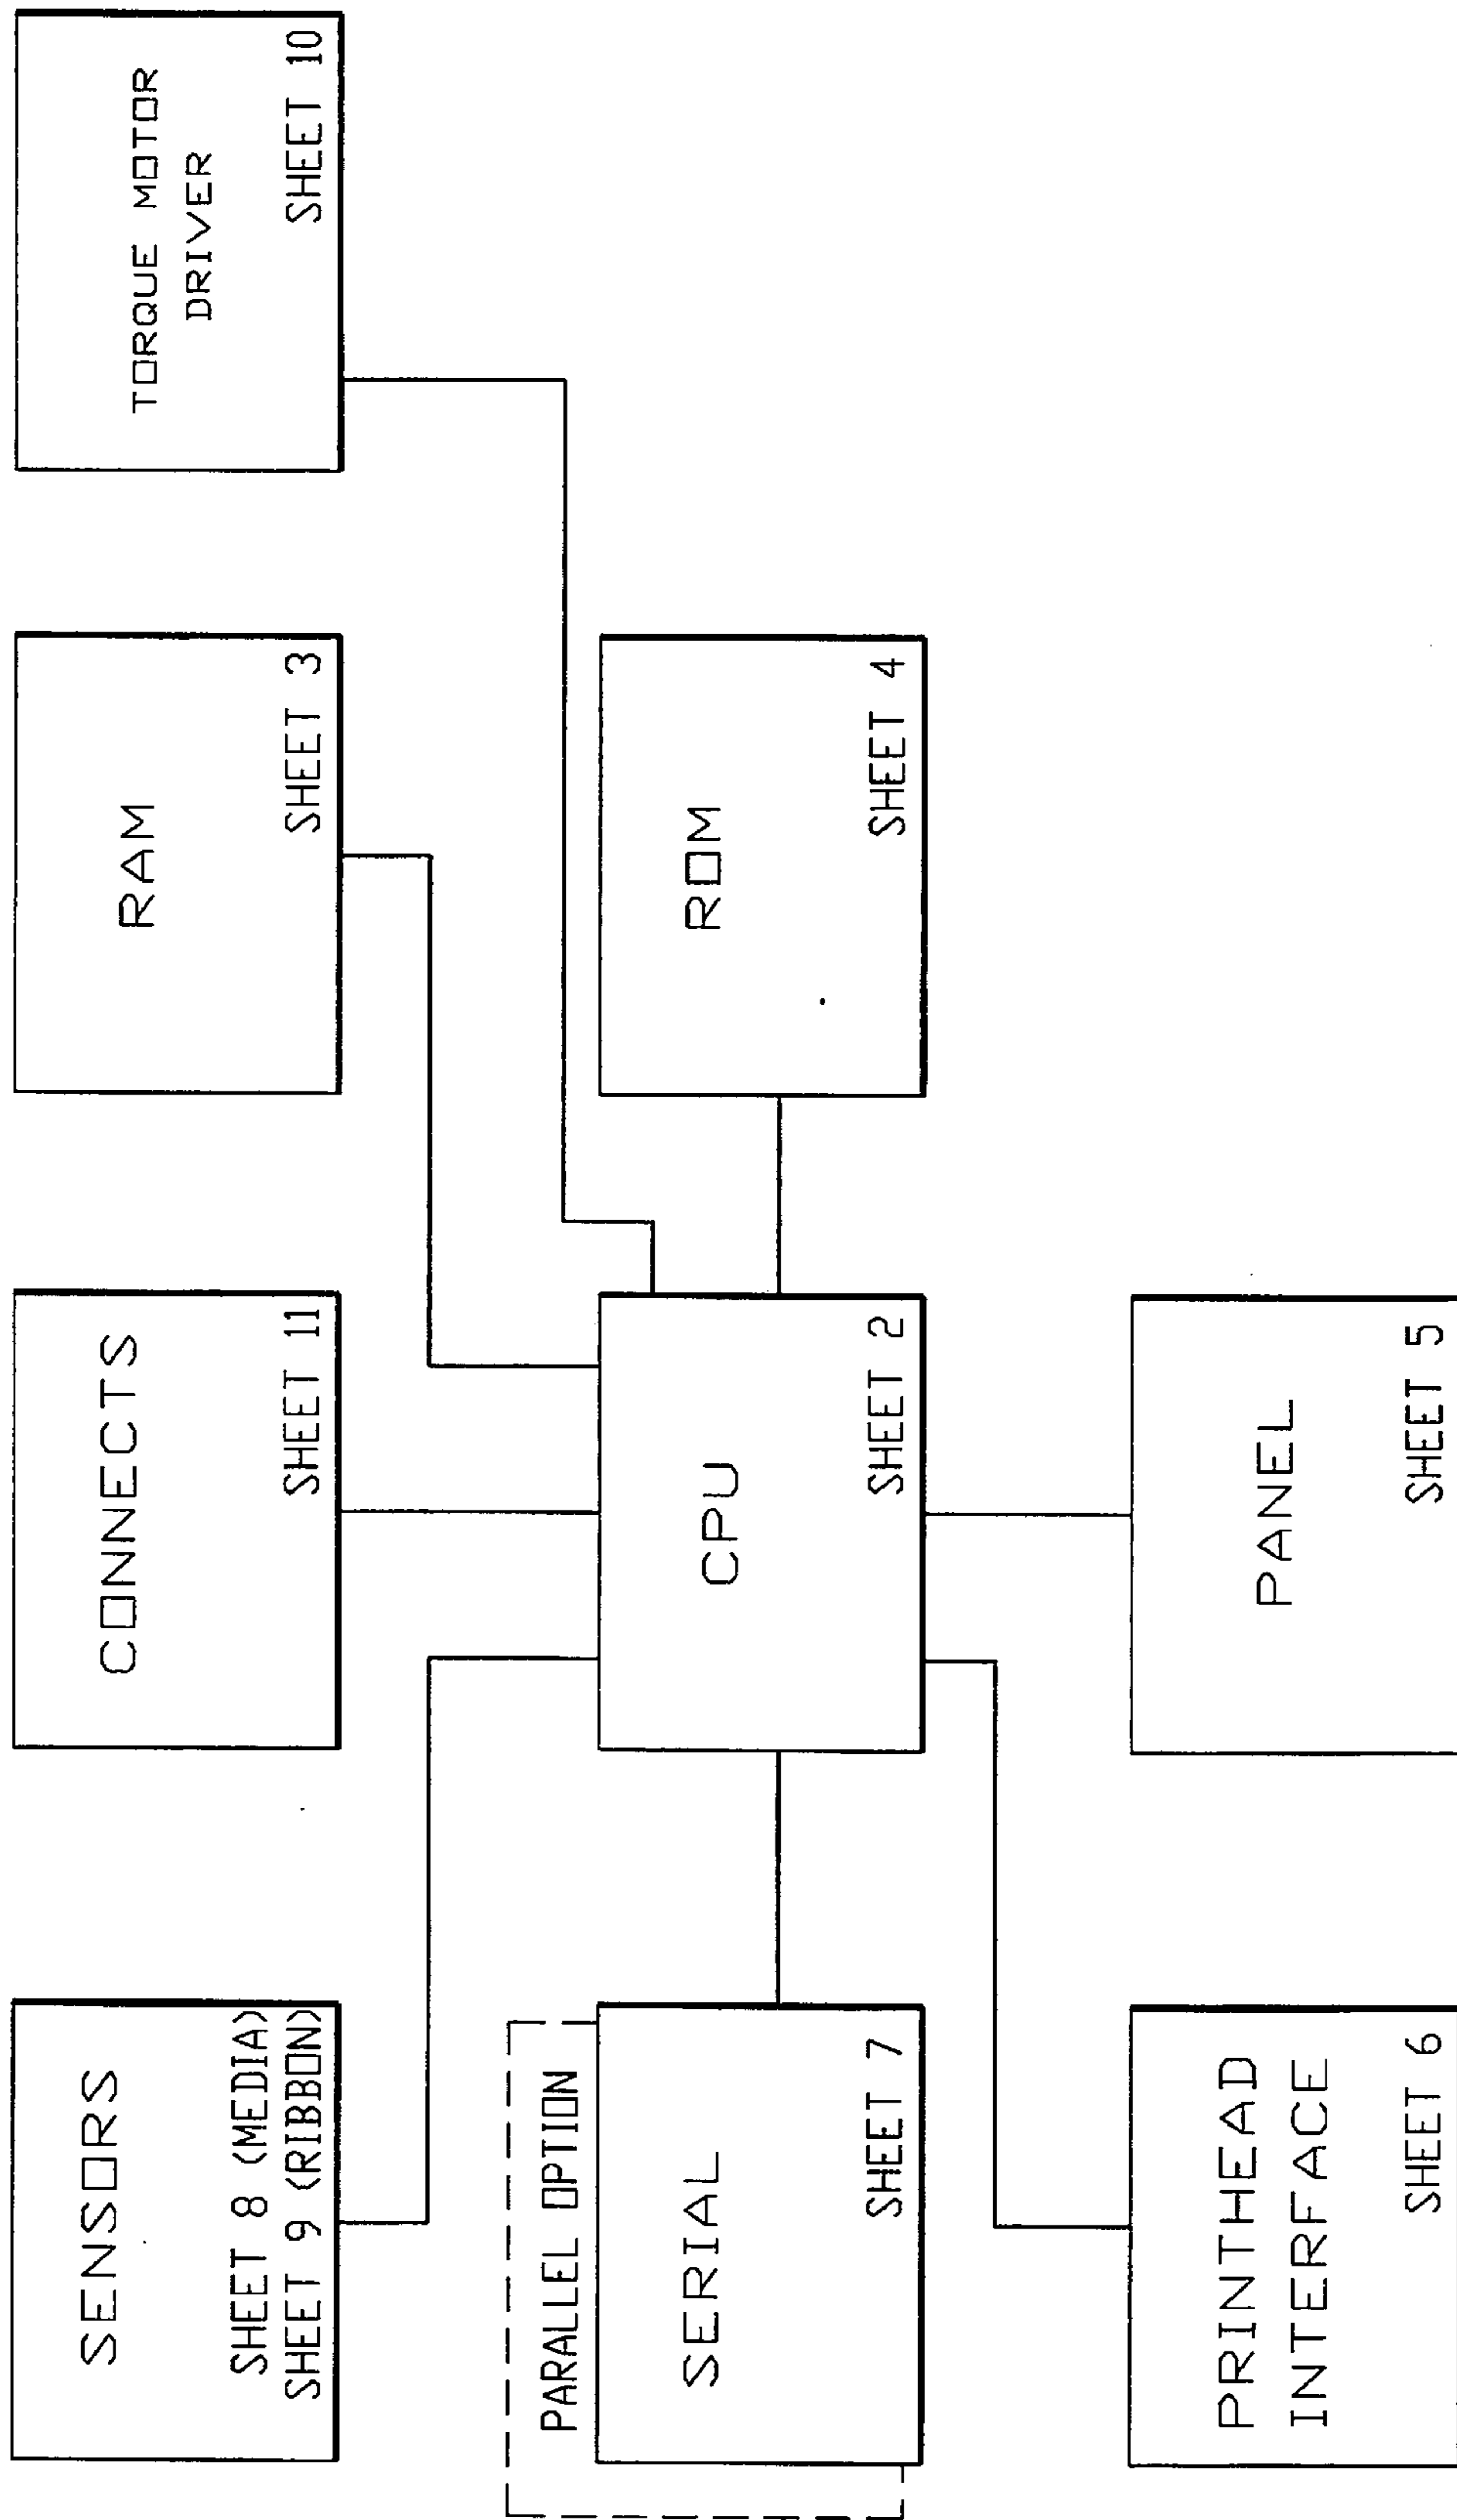 SENSORS
SHEET 8 (MEDIA)
SHEET 9 (RIBBON)
CONNECTS
SHEET 11
RAM
SHEET 3
TORQUE MOTOR
DRIVER
SHEET 10
PARALLEL OPTION
SERIAL
SHEET 7
CPU
SHEET 2
ROM
SHEET 4
PRINTHEAD
INTERFACE
SHEET 6
PANEL
SHEET 5